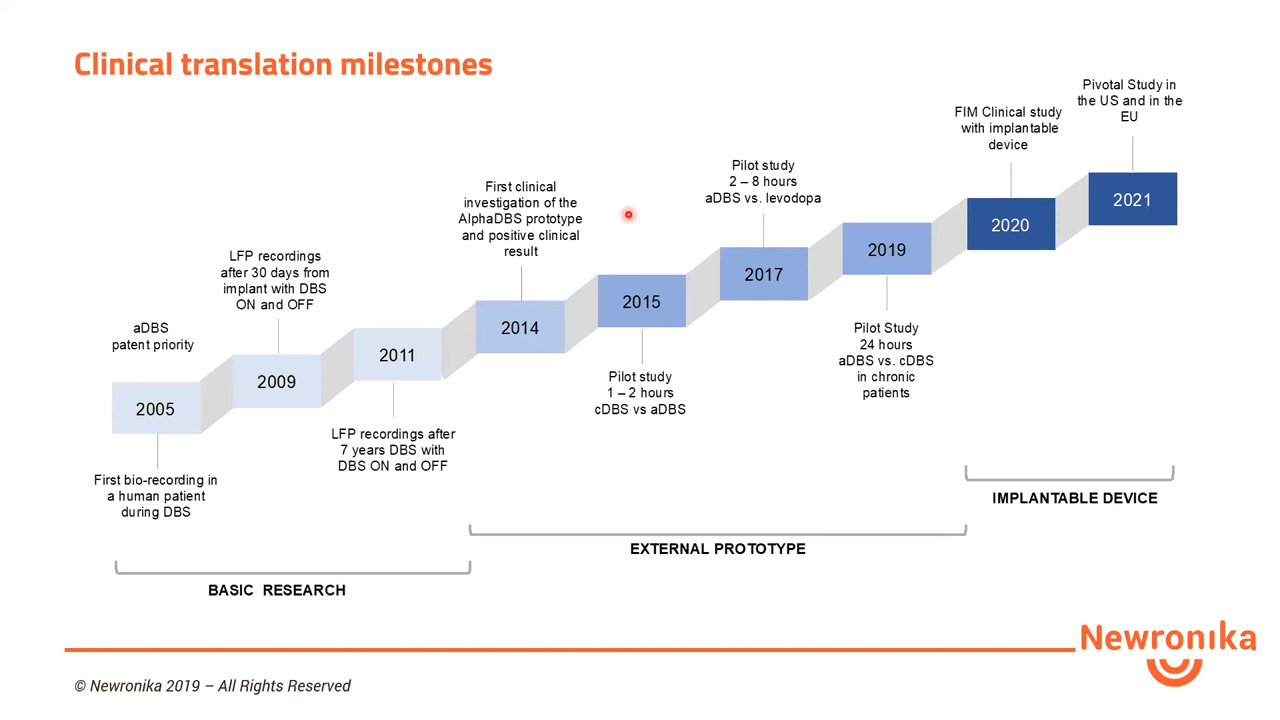 Clinical translation milestones
aDBS
patent priority
2005
First bio-recording in
a human patient
during DBS
LFP recordings
after 30 days from
implant with DBS
ON and OFF
2009
2011
LFP recordings after
7 years DBS with
DBS ON and OFF
First clinical
investigation of the
AlphaDBS prototype
and positive clinical
result
2014
2015
Pilot study
1 – 2 hours
cDBS vs aDBS
Pilot study
2 – 8 hours
aDBS vs. levodopa
2017
2019
Pilot Study
24 hours
aDBS vs. cDBS
in chronic
patients
FIM Clinical study
with implantable
device
2020
Pivotal Study in
the US and in the
EU
2021
BASIC RESEARCH
EXTERNAL PROTOTYPE
IMPLANTABLE DEVICE
Newronika
© Newronika 2019 – All Rights Reserved